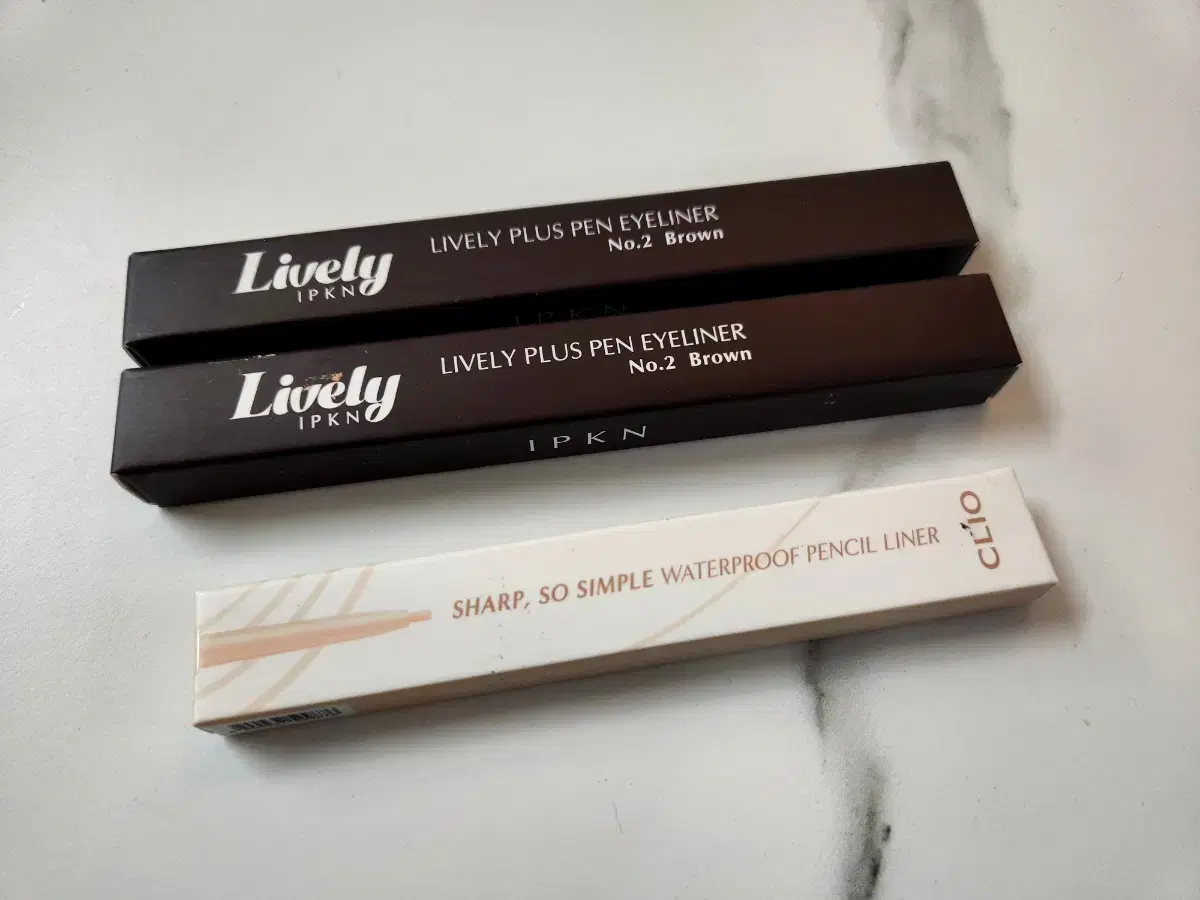 Lively
IPKN
LIVELY PLUS PEN EYELINER
No.2 Brown
IPKN
Lively
IPKN
LIVELY PLUS PEN EYELINER
No.2 Brown
IPKN
SHARP, SO SIMPLE WATERPROOF PENCIL LINER
CLIO